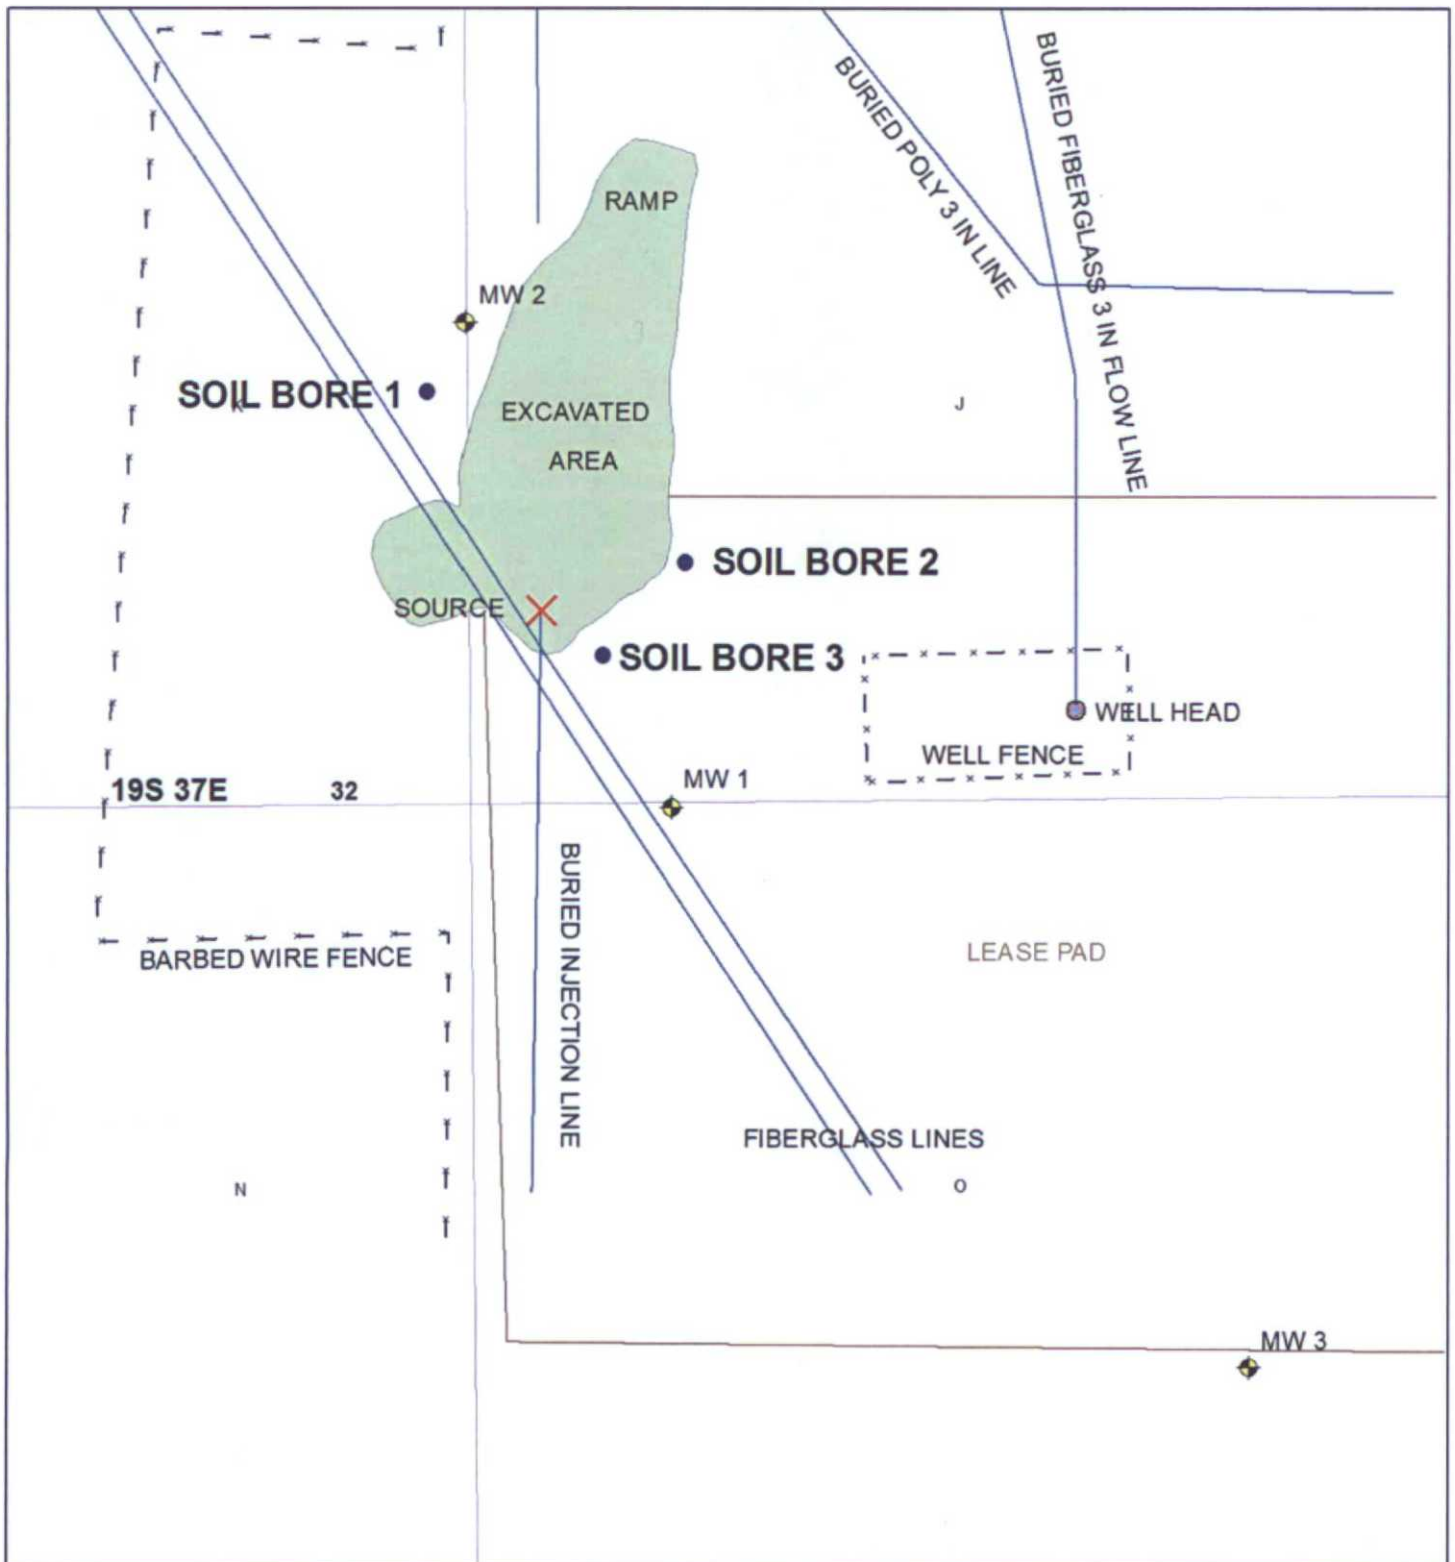 BURIED POLY 3 IN LINE
BURIED FIBERGLASS 3 IN FLOW LINE
RAMP
MW 2
SOIL BORE 1
K
EXCAVATED
AREA
J
SOIL BORE 2
SOURCE
SOIL BORE 3
WELL HEAD
WELL FENCE
MW 1
19S 37E
32
BURIED INJECTION LINE
BARBED WIRE FENCE
LEASE PAD
FIBERGLASS LINES
N
O
MW 3